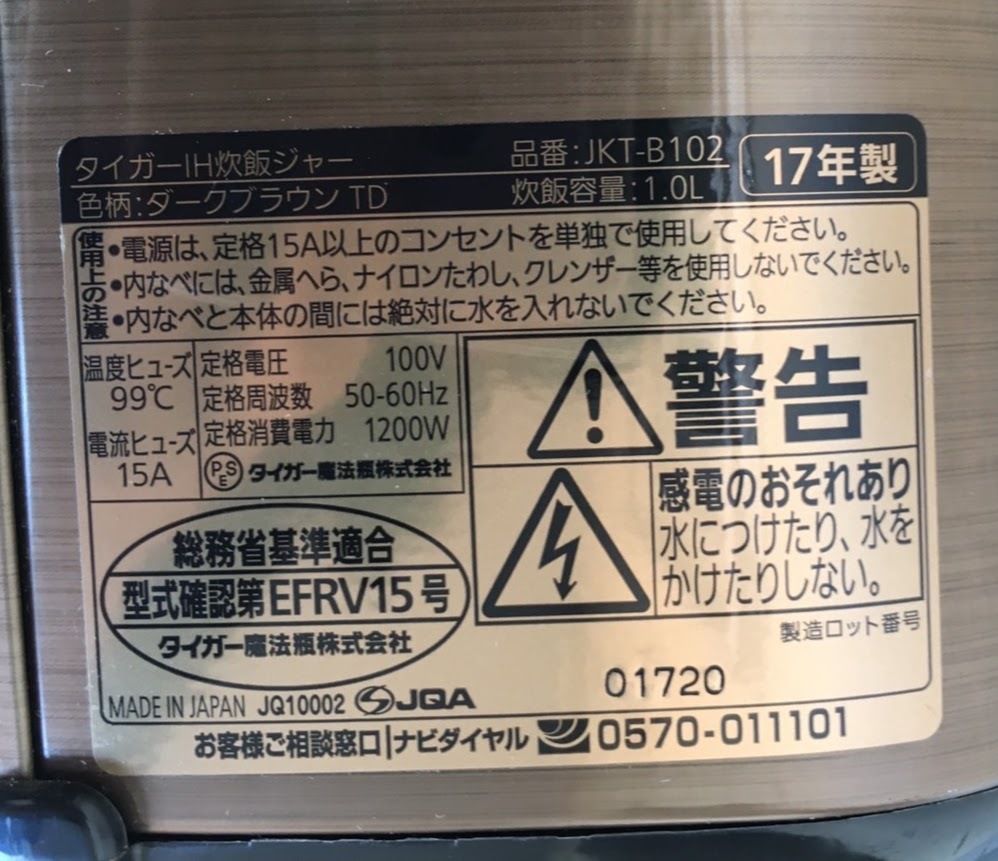 タイガーIH炊飯ジャー 品番:JKT-B102 17年製
色柄:ダークブラウン TD 炊飯容量:1.0L
使用上の注意
•電源は、定格15A以上のコンセントを単独で使用してください。
•内なべには、金属へら、ナイロンたわし、クレンザー等を使用しないでください。
•内なべと本体の間には絶対に水を入れないでください。
温度ヒューズ
99℃
電流ヒューズ
15A
定格電圧 100V
定格周波数 50-60Hz
定格消費電力 1200W
PSE タイガー魔法瓶株式会社
警告
感電のおそれあり
水につけたり、水を
かけたりしない。
総務省基準適合
型式確認第EFRV15号
タイガー魔法瓶株式会社
製造ロット番号
01720
MADE IN JAPAN JQ10002 JQA
お客様ご相談窓口|ナビダイヤル 0570-011101